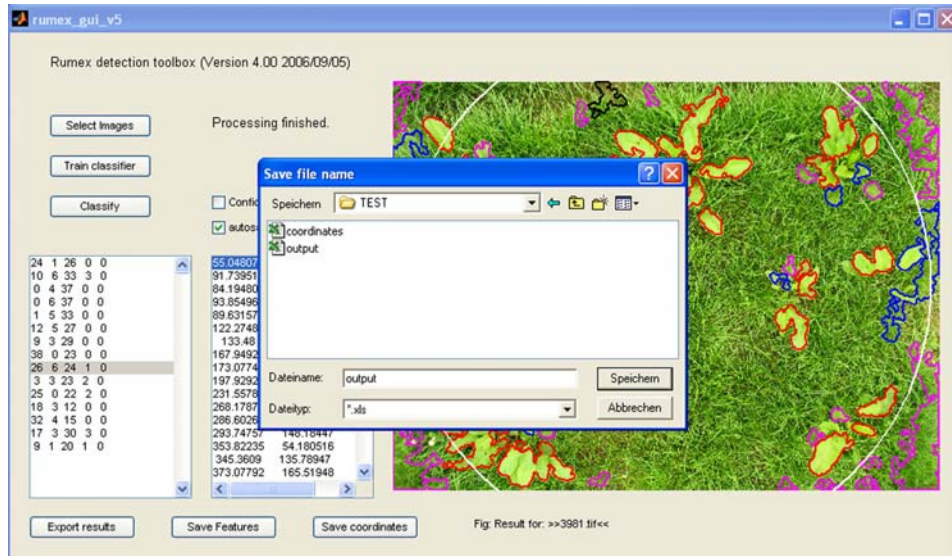 rumex_gui_v5
Rumex detection toolbox (Version 4.00 2006/09/05)
Select Images
Processing finished.
Train classifier
Classify
Save file name
Speichern
TEST
coordinates
output
Dateiname:
output
Speichern
Dateityp:
*.xls
Abbrechen
24 1 26 0 0
10 6 33 3 0
0 4 37 0 0
0 6 37 0 0
1 5 33 0 0
12 5 27 0 0
9 3 29 0 0
38 0 23 0 0
26 6 24 1 0
3 3 23 2 0
25 0 22 2 0
18 3 12 0 0
32 4 15 0 0
17 3 30 3 0
9 1 20 1 0
55.04807
91.73951
84.19480
93.85496
89.63157
122.2748
133.48
167.9492
173.0774
197.9292
231.5578
268.1787
286.6026
293.74757 148.18447
353.82235 54.180516
345.3609 135.78947
373.07792 165.51948
Export results
Save Features
Save coordinates
Fig: Result for: >>3981.tif<<